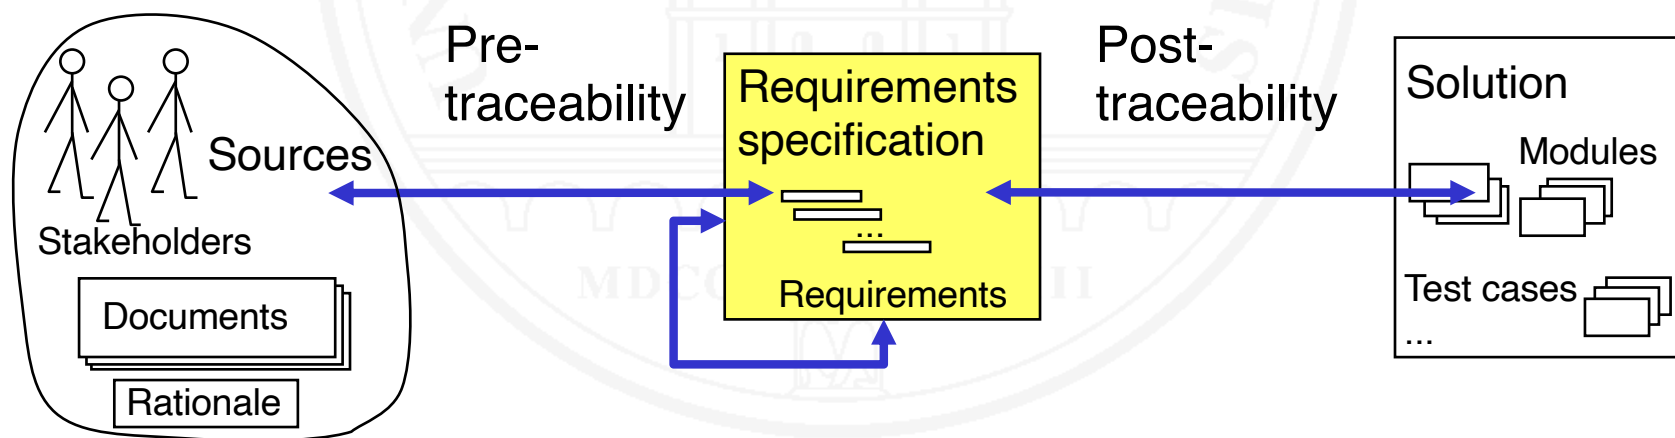 Pre-
traceability
Post-
traceability
Requirements
specification
Solution
Modules
Sources
Stakeholders
...
Requirements
Documents
Test cases
...
Rationale